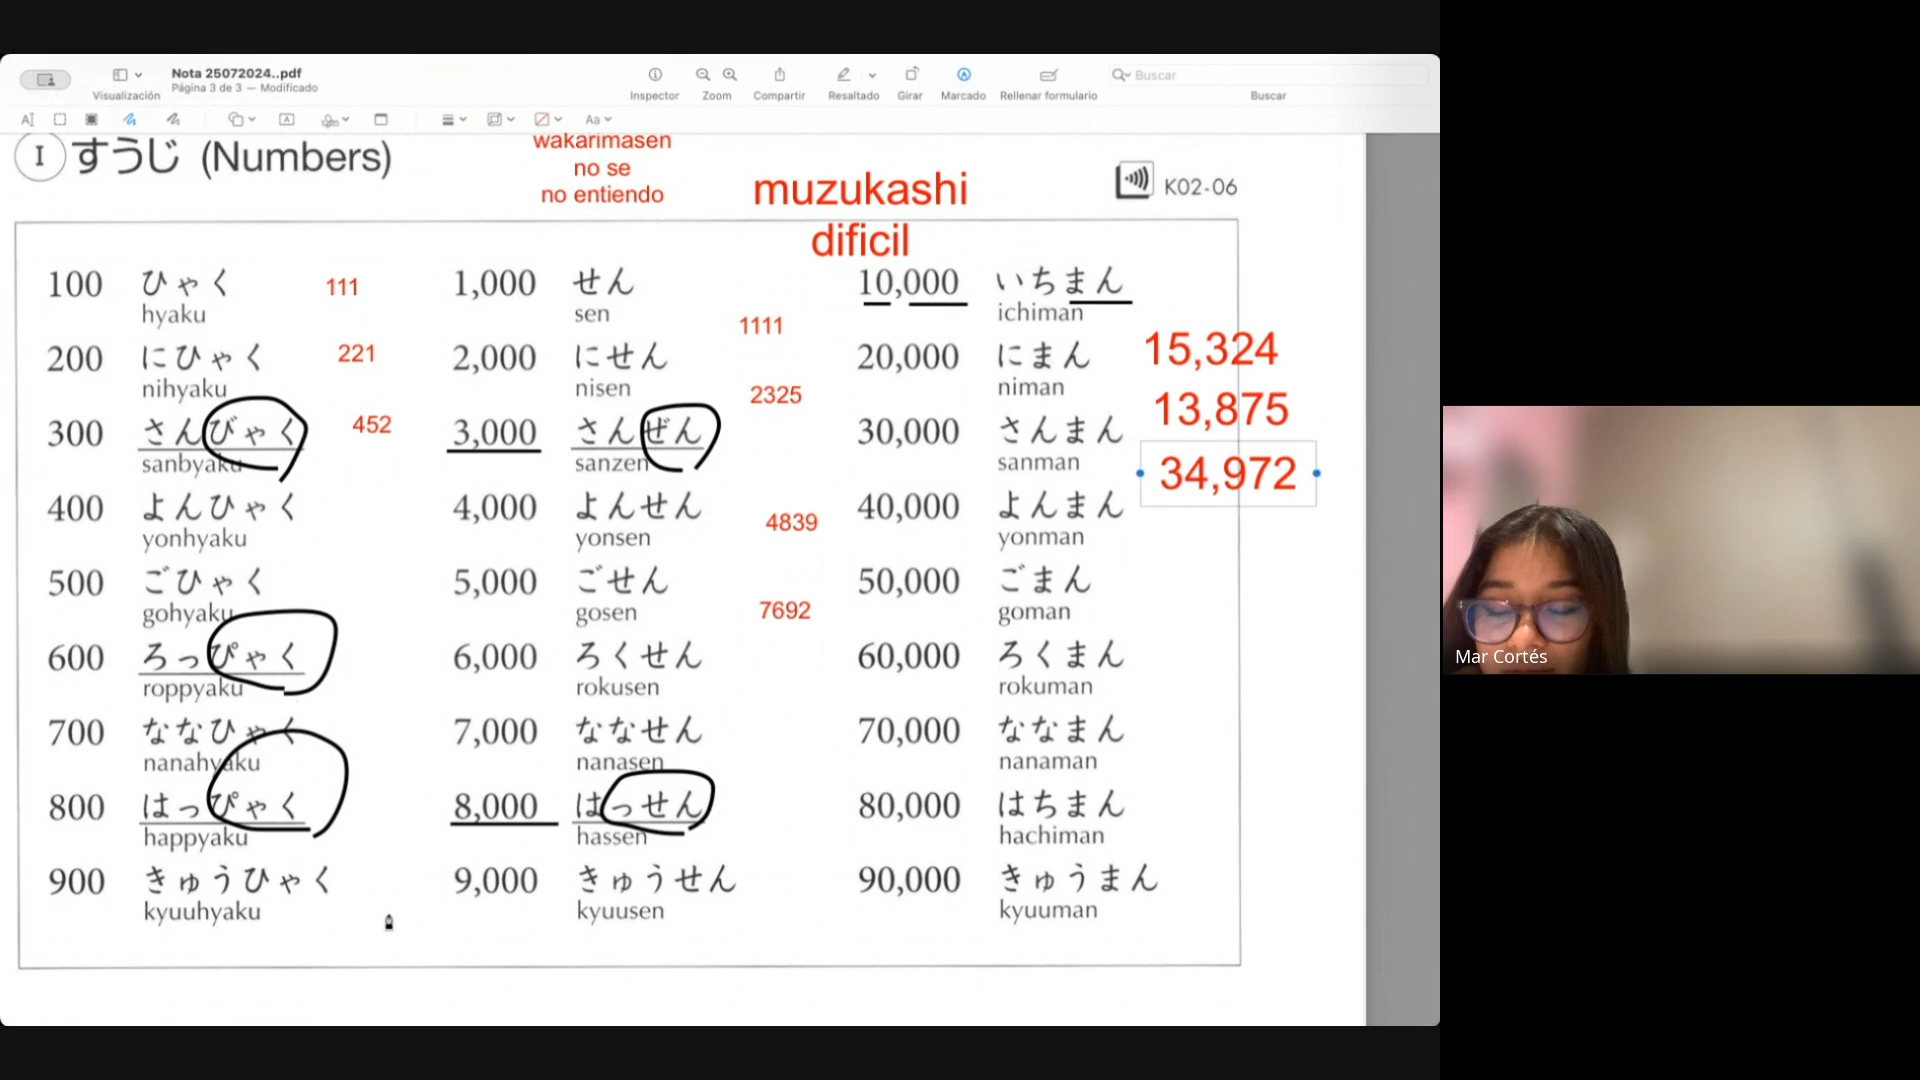 Nota 25072024..pdf
Página 3 de 3 — Modificado
Visualización
Inspector
Zoom
Compartir
Resaltado
Girar
Marcado
Rellenar formulario
Buscar
Buscar
Aa
I すうじ (Numbers)
wakarimasen
no se
no entiendo
muzukashi
dificil
K02-06
100 ひゃく 111
hyaku
200 にひゃく 221
nihyaku
300 さんびゃく 452
sanbyaku
400 よんひゃく
yonhyaku
500 ごひゃく
gohyaku
600 ろっぴゃく
roppyaku
700 ななひゃく
nanahyaku
800 はっぴゃく
happyaku
900 きゅうひゃく
kyuuhyaku
1,000 せん
sen
1111
2,000 にせん
nisen
2325
3,000 さんぜん
sanzen
4,000 よんせん
yonsen
4839
5,000 ごせん
gosen
7692
6,000 ろくせん
rokusen
7,000 ななせん
nanasen
8,000 はっせん
hassen
9,000 きゅうせん
kyuusen
10,000 いちまん
ichiman
20,000 にまん
niman
30,000 さんまん
sanman
40,000 よんまん
yonman
50,000 ごまん
goman
60,000 ろくまん
rokuman
70,000 ななまん
nanaman
80,000 はちまん
hachiman
90,000 きゅうまん
kyuuman
15,324
13,875
34,972
Mar Cortés